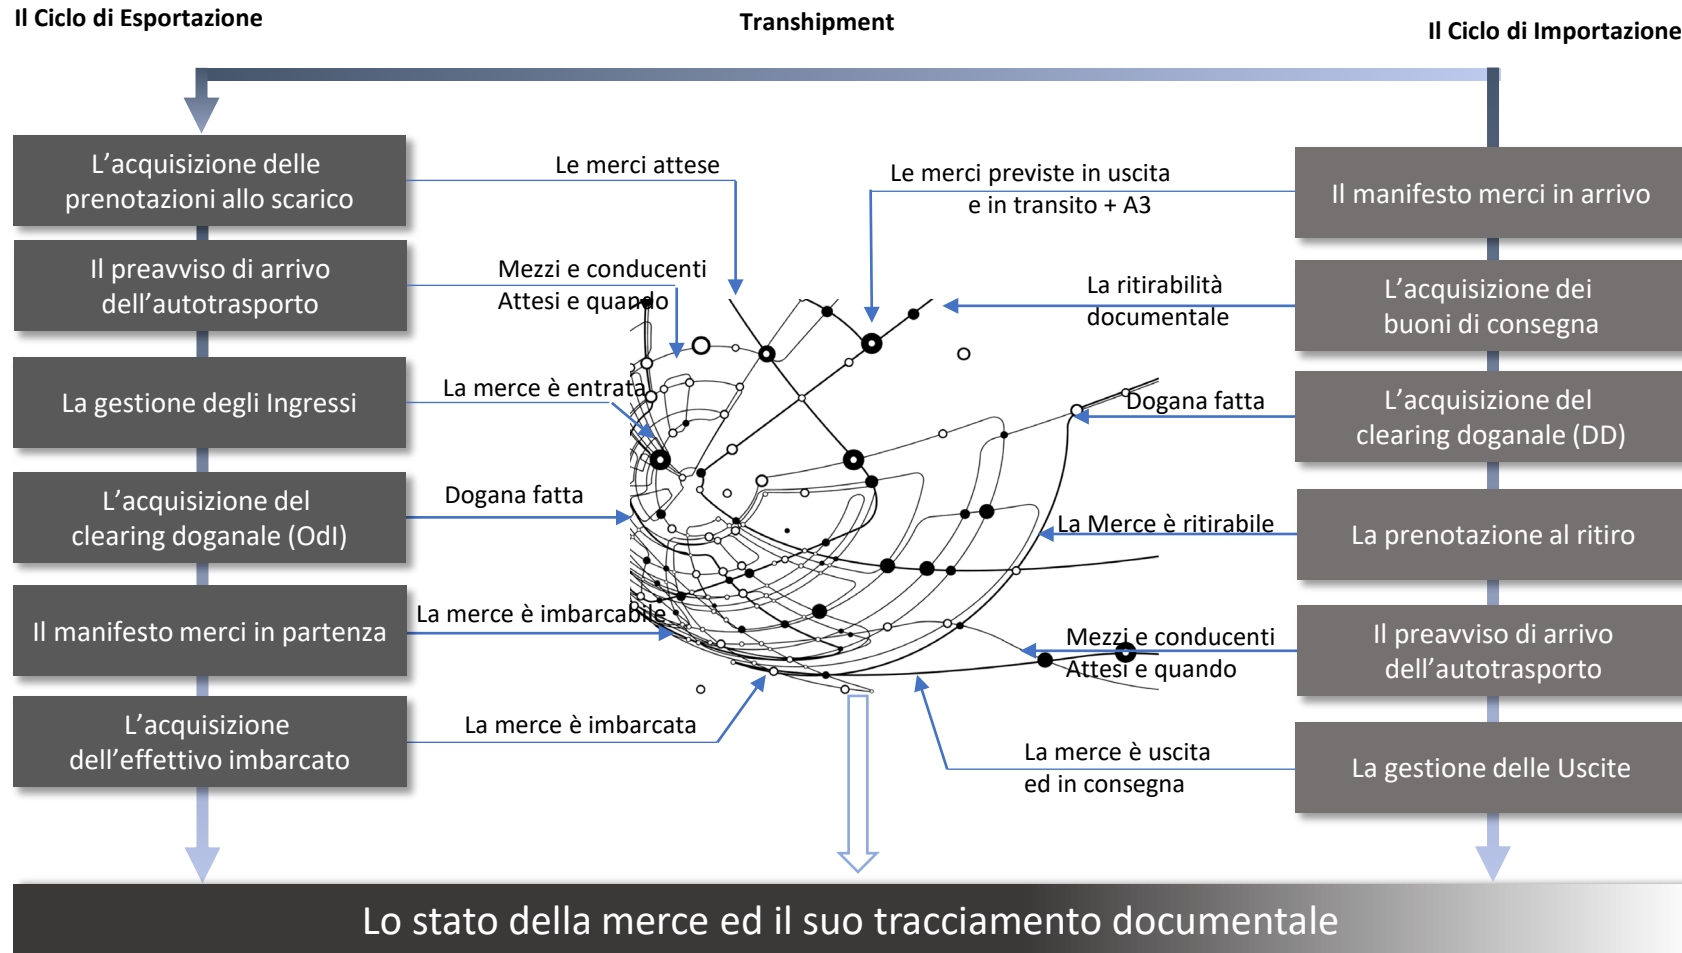 Il Ciclo di Esportazione
Transhipment
Il Ciclo di Importazione
L'acquisizione delle
prenotazioni allo scarico
Il preavviso di arrivo
dell'autotrasporto
La gestione degli Ingressi
L'acquisizione del
clearing doganale (OdI)
Il manifesto merci in partenza
L'acquisizione
dell'effettivo imbarcato
Le merci attese
Mezzi e conducenti
Attesi e quando
La merce è entrata
Dogana fatta
La merce è imbarcabile
La merce è imbarcata
Le merci previste in uscita
e in transito + A3
La ritirabilità
documentale
Dogana fatta
La Merce è ritirabile
Mezzi e conducenti
Attesi e quando
La merce è uscita
ed in consegna
Il manifesto merci in arrivo
L'acquisizione dei
buoni di consegna
L'acquisizione del
clearing doganale (DD)
La prenotazione al ritiro
Il preavviso di arrivo
dell'autotrasporto
La gestione delle Uscite
Lo stato della merce ed il suo tracciamento documentale